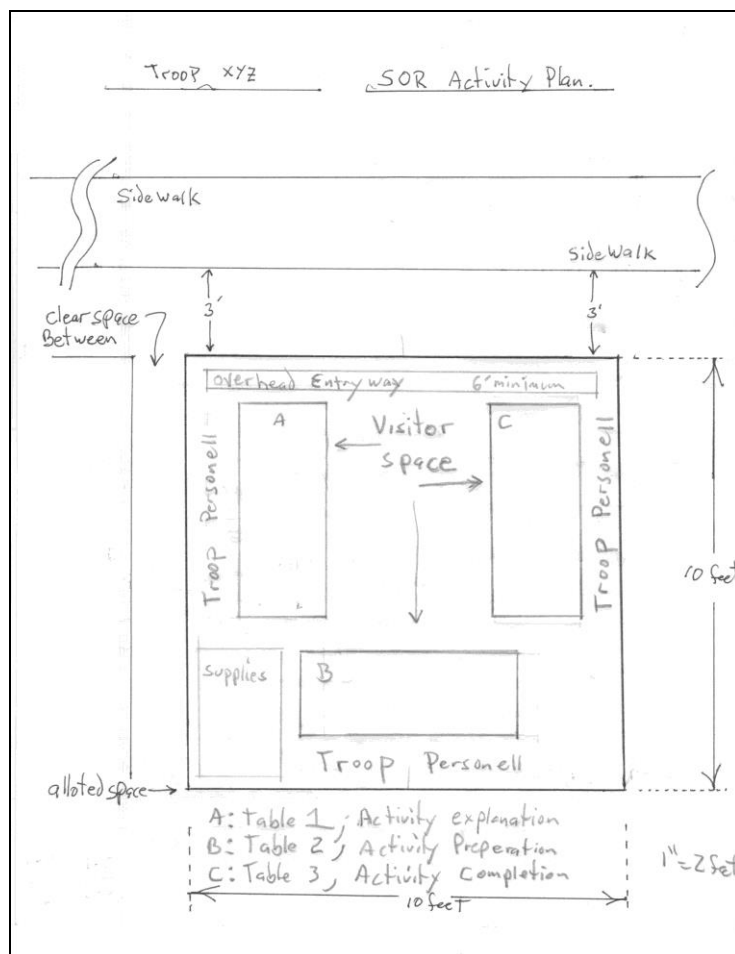 Troop XYZ
SOR Activity Plan.
Sidewalk
Sidewalk
3'
3'
clear space
Between
overhead Entryway 6' minimum
A
Visitor
space
C
Troop Personell
Troop Personell
10 feet
supplies
B
Troop Personell
alloted space
A: Table 1, Activity explanation
B: Table 2, Activity Preperation
C: Table 3, Activity Completion
1"=2 feet
10 feet